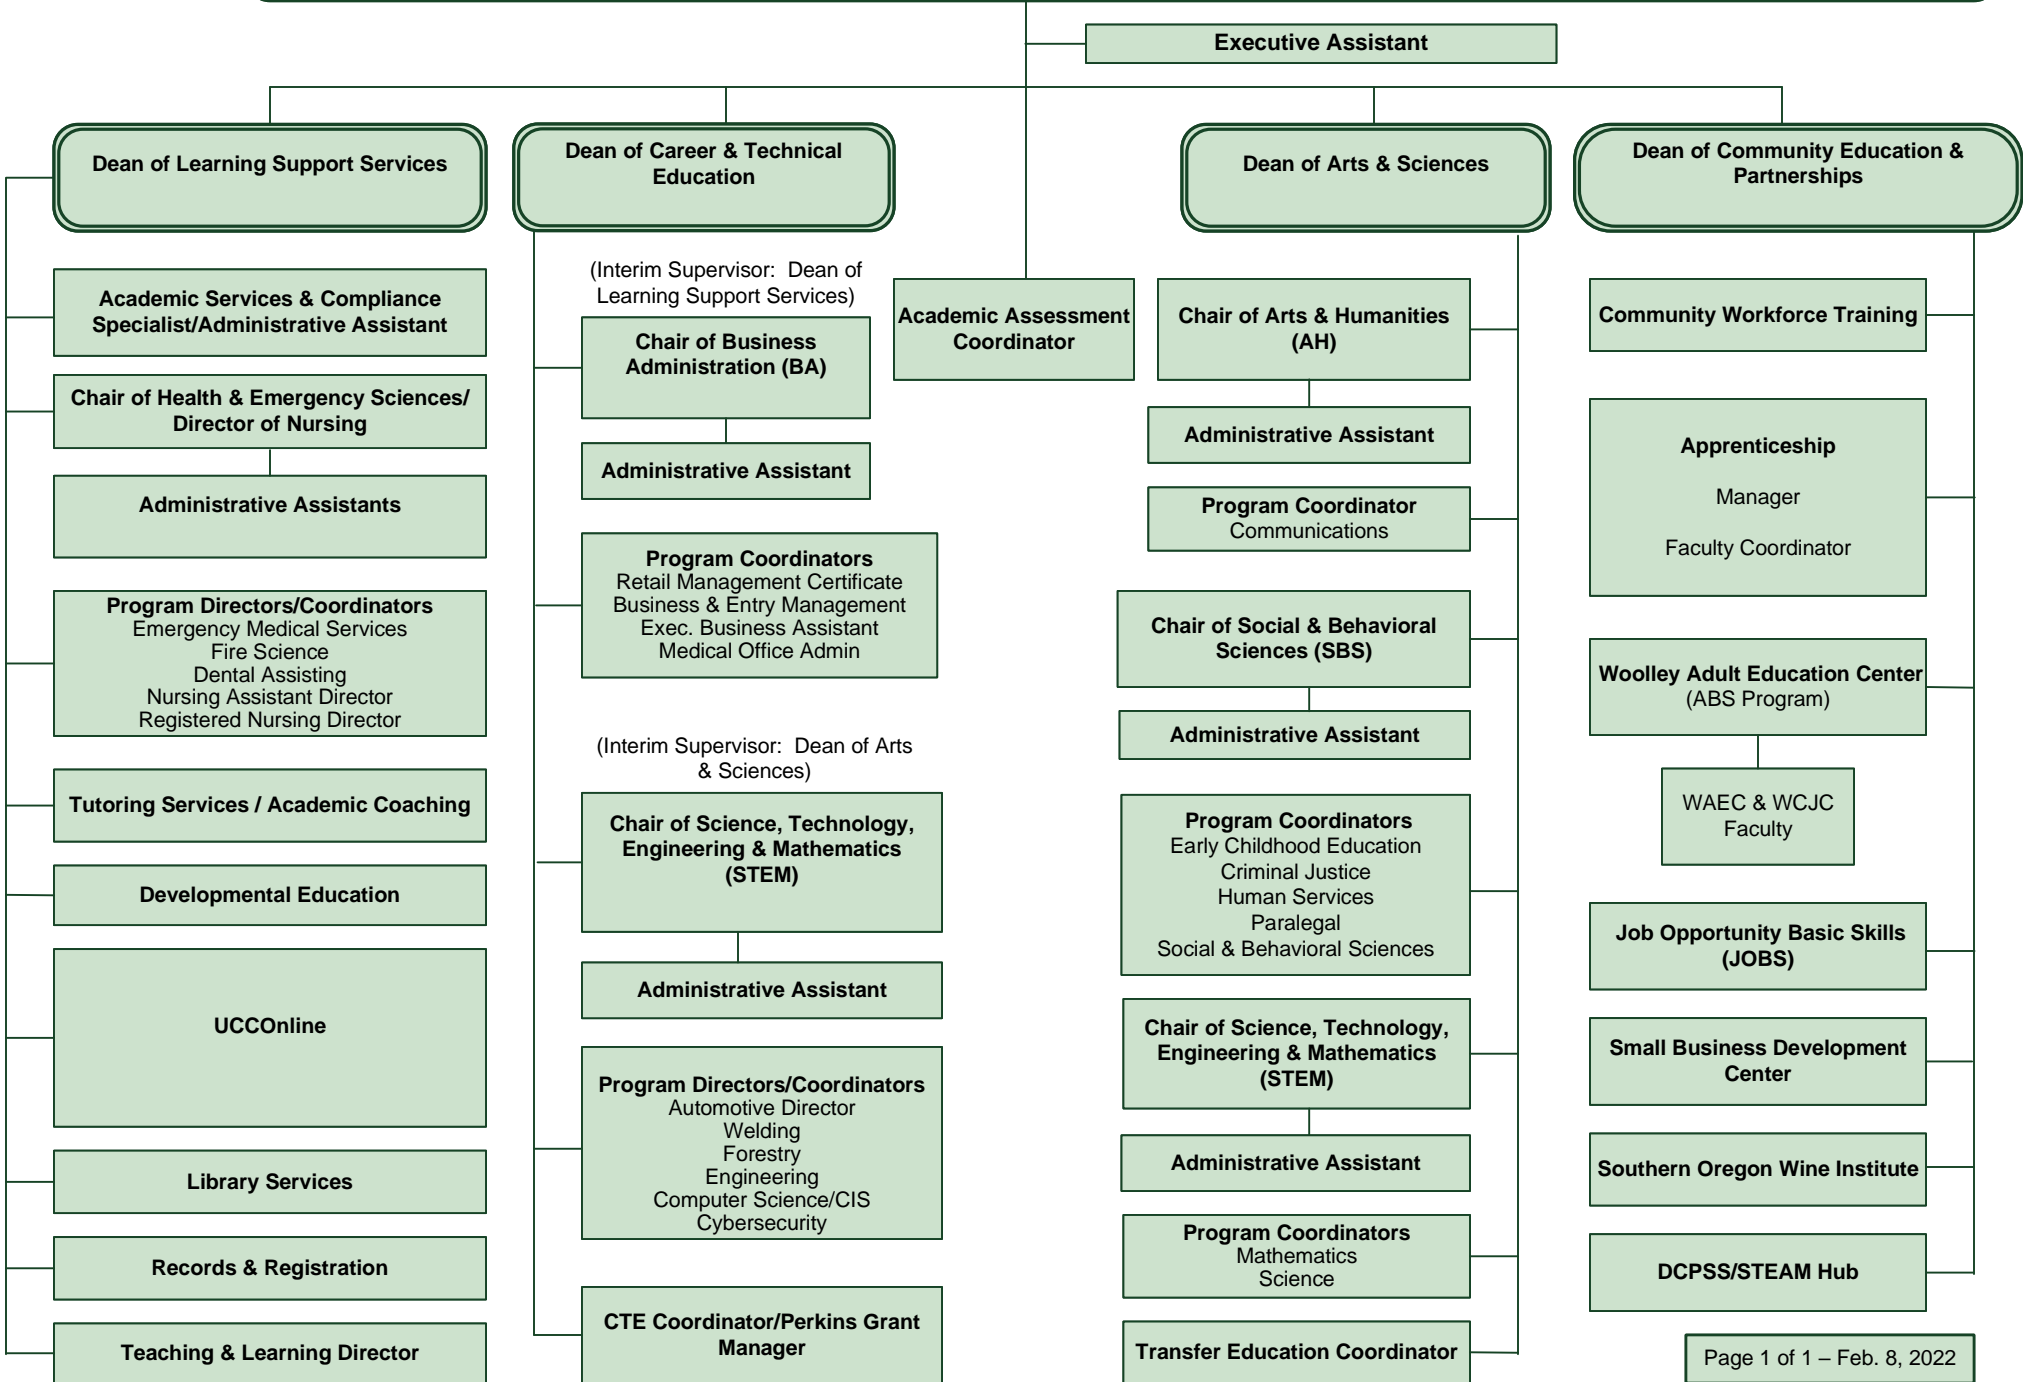 Executive Assistant
Dean of Learning Support Services
Dean of Career & Technical
Education
Dean of Arts & Sciences
Dean of Community Education &
Partnerships
Academic Services & Compliance
Specialist/Administrative Assistant
Chair of Health & Emergency Sciences/
Director of Nursing
Administrative Assistants
Program Directors/Coordinators
Emergency Medical Services
Fire Science
Dental Assisting
Nursing Assistant Director
Registered Nursing Director
Tutoring Services / Academic Coaching
Developmental Education
UCCOnline
Library Services
Records & Registration
Teaching & Learning Director
(Interim Supervisor:  Dean of
Learning Support Services)
Chair of Business
Administration (BA)
Administrative Assistant
Program Coordinators
Retail Management Certificate
Business & Entry Management
Exec. Business Assistant
Medical Office Admin
(Interim Supervisor:  Dean of Arts
& Sciences)
Chair of Science, Technology,
Engineering & Mathematics
(STEM)
Administrative Assistant
Program Directors/Coordinators
Automotive Director
Welding
Forestry
Engineering
Computer Science/CIS
Cybersecurity
CTE Coordinator/Perkins Grant
Manager
Academic Assessment
Coordinator
Chair of Arts & Humanities
(AH)
Administrative Assistant
Program Coordinator
Communications
Chair of Social & Behavioral
Sciences (SBS)
Administrative Assistant
Program Coordinators
Early Childhood Education
Criminal Justice
Human Services
Paralegal
Social & Behavioral Sciences
Chair of Science, Technology,
Engineering & Mathematics
(STEM)
Administrative Assistant
Program Coordinators
Mathematics
Science
Transfer Education Coordinator
Community Workforce Training
Apprenticeship
Manager
Faculty Coordinator
Woolley Adult Education Center
(ABS Program)
WAEC & WCJC
Faculty
Job Opportunity Basic Skills
(JOBS)
Small Business Development
Center
Southern Oregon Wine Institute
DCPSS/STEAM Hub
Page 1 of 1 – Feb. 8, 2022